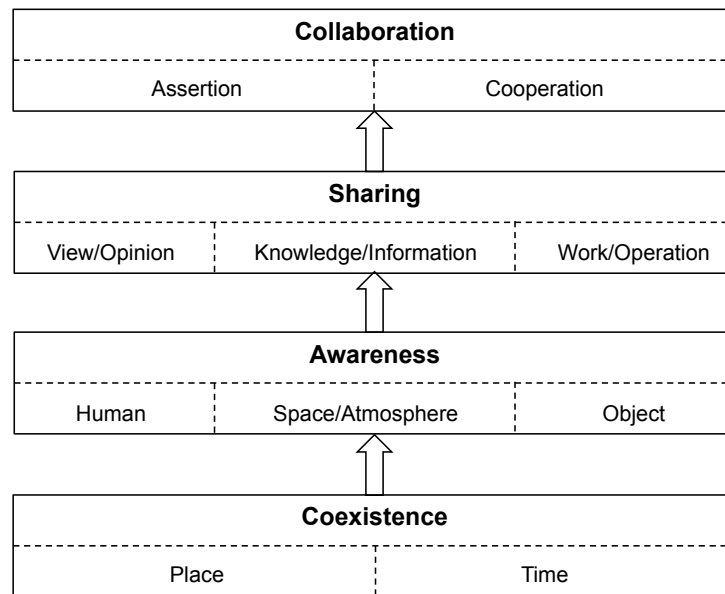 Collaboration
Assertion Cooperation
Sharing
View/Opinion Knowledge/Information Work/Operation
Awareness
Human Space/Atmosphere Object
Coexistence
Place Time